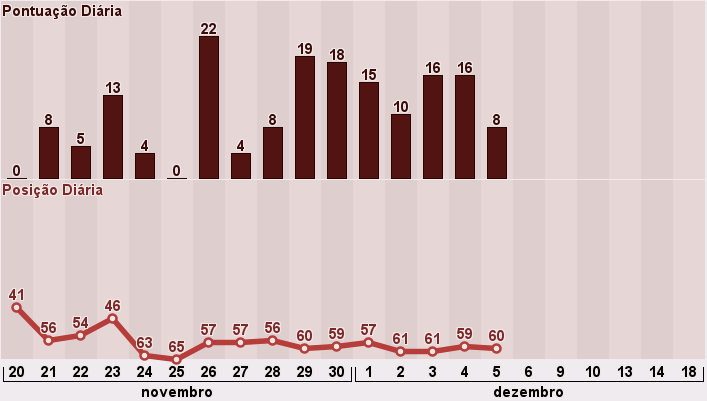 Pontuação Diária
0 8 5 13 4 0 22 4 8 19 18 15 10 16 16 8
Posição Diária
41 56 54 46 63 65 57 57 56 60 59 57 61 61 59 60
20 21 22 23 24 25 26 27 28 29 30 1 2 3 4 5 6 9 10 13 14 18
novembro dezembro